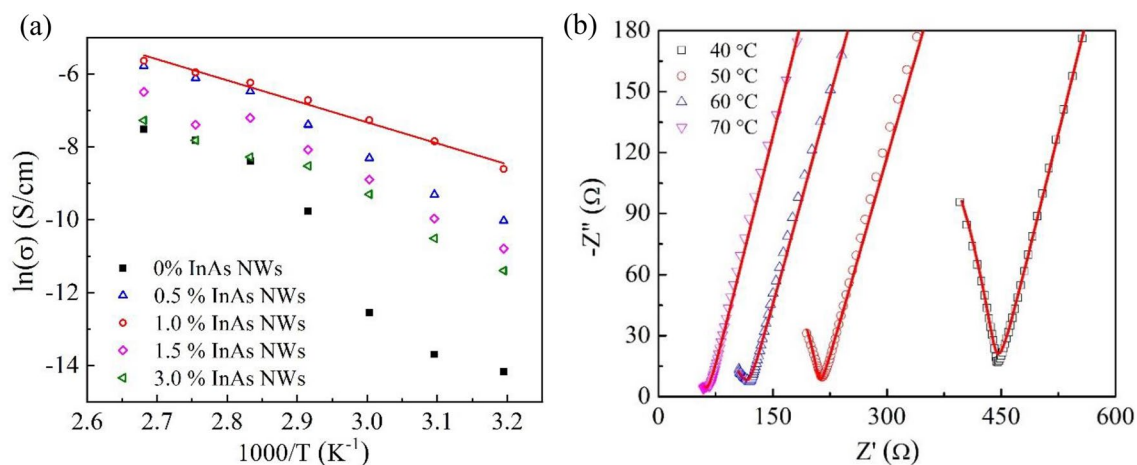 (a)
ln(σ) (S/cm)
-6
-8
-10
-12
-14
0% InAs NWs
0.5 % InAs NWs
1.0 % InAs NWs
1.5 % InAs NWs
3.0 % InAs NWs
2.6 2.7 2.8 2.9 3.0 3.1 3.2
1000/T (K⁻¹)
(b)
-Z" (Ω)
180
150
120
90
60
30
0
40 °C
50 °C
60 °C
70 °C
0 150 300 450 600
Z' (Ω)